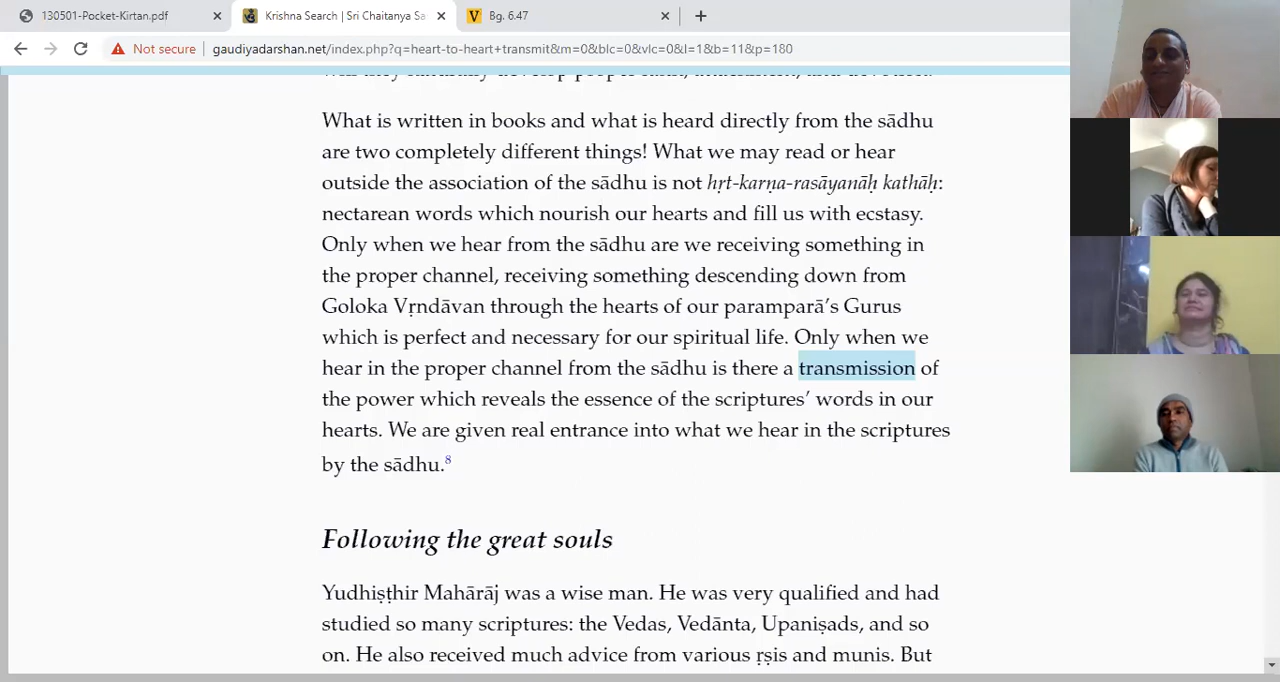 130501-Pocket-Kirtan.pdf
Krishna Search | Sri Chaitanya Sa
Bg. 6.47
Not secure
gaudiyadarshan.net/index.php?q=heart-to-heart+transmit&m=0&blc=0&vlc=0&l=1&b=11&p=180
What is written in books and what is heard directly from the sādhu
are two completely different things! What we may read or hear
outside the association of the sādhu is not hṛt-karṇa-rasāyanāḥ kathāḥ:
nectarean words which nourish our hearts and fill us with ecstasy.
Only when we hear from the sādhu are we receiving something in
the proper channel, receiving something descending down from
Goloka Vṛndāvan through the hearts of our paramparā’s Gurus
which is perfect and necessary for our spiritual life. Only when we
hear in the proper channel from the sādhu is there a transmission of
the power which reveals the essence of the scriptures’ words in our
hearts. We are given real entrance into what we hear in the scriptures
by the sādhu.8
Following the great souls
Yudhiṣṭhir Mahārāj was a wise man. He was very qualified and had
studied so many scriptures: the Vedas, Vedānta, Upaniṣads, and so
on. He also received much advice from various ṛṣis and munis. But